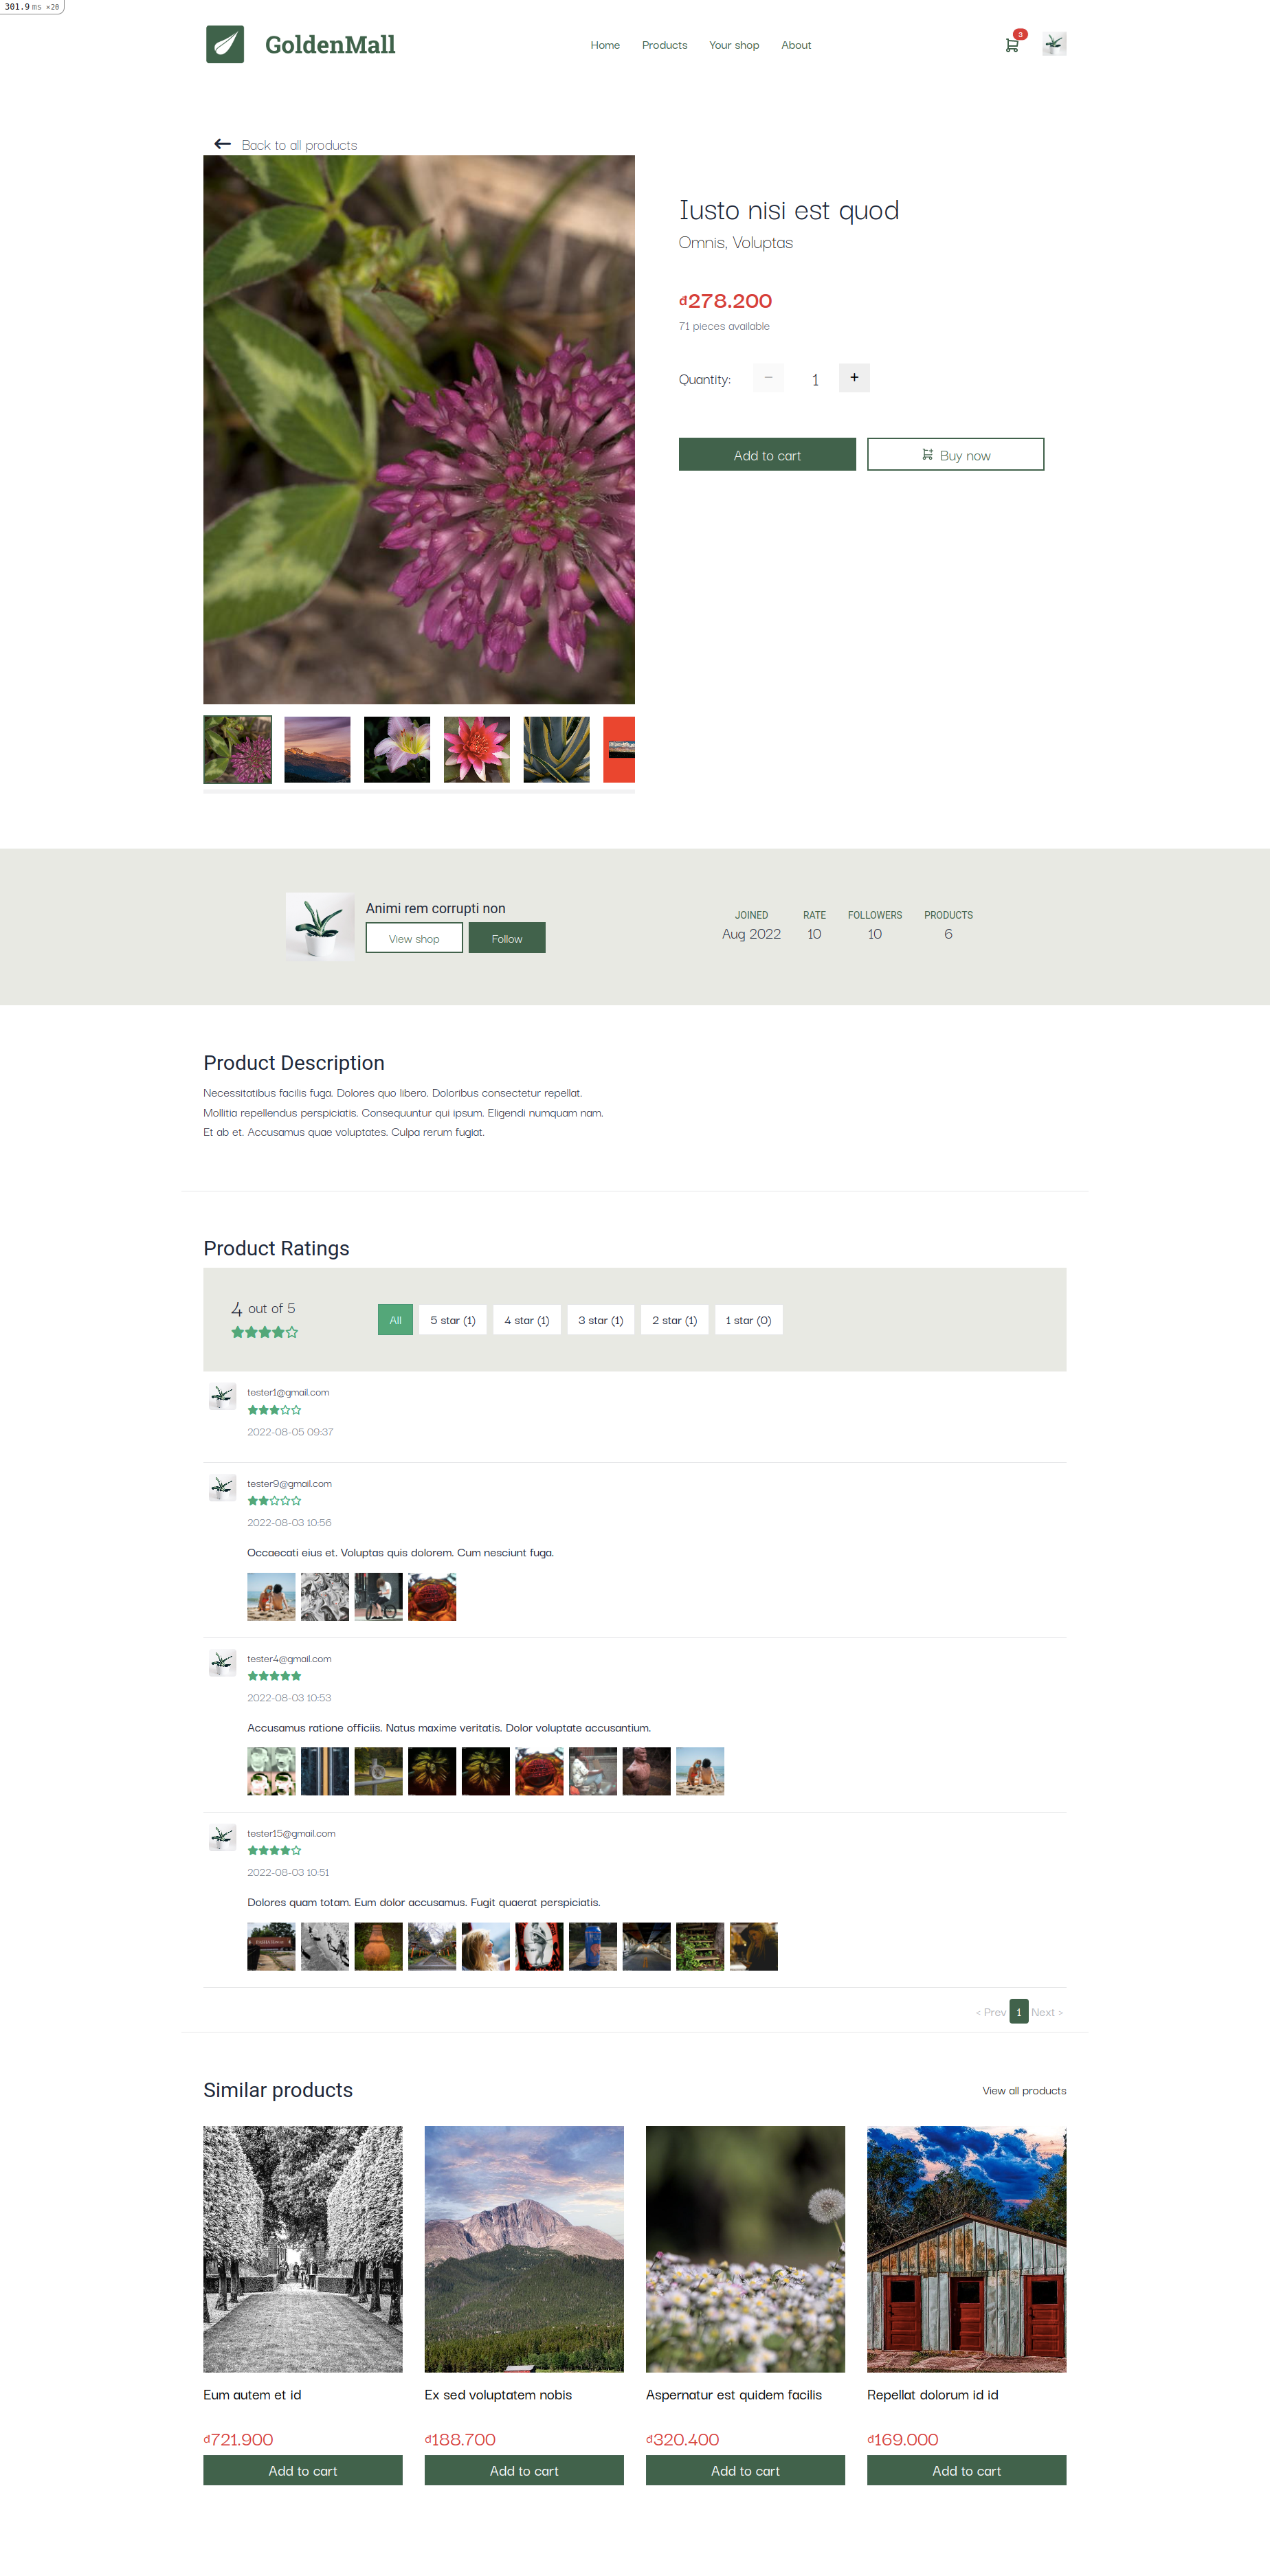 301.9 ms ×20
GoldenMall
Home Products Your shop About
3
Back to all products
Iusto nisi est quod
Omnis, Voluptas
đ278.200
71 pieces available
Quantity: − 1 +
Add to cart Buy now
Animi rem corrupti non
View shop Follow
JOINED RATE FOLLOWERS PRODUCTS
Aug 2022 10 10 6
Product Description
Necessitatibus facilis fuga. Dolores quo libero. Doloribus consectetur repellat.
Mollitia repellendus perspiciatis. Consequuntur qui ipsum. Eligendi numquam nam.
Et ab et. Accusamus quae voluptates. Culpa rerum fugiat.
Product Ratings
4 out of 5
All 5 star (1) 4 star (1) 3 star (1) 2 star (1) 1 star (0)
tester1@gmail.com
2022-08-05 09:37
tester9@gmail.com
2022-08-03 10:56
Occaecati eius et. Voluptas quis dolorem. Cum nesciunt fuga.
tester4@gmail.com
2022-08-03 10:53
Accusamus ratione officiis. Natus maxime veritatis. Dolor voluptate accusantium.
tester15@gmail.com
2022-08-03 10:51
Dolores quam totam. Eum dolor accusamus. Fugit quaerat perspiciatis.
< Prev 1 Next >
Similar products
View all products
Eum autem et id
Ex sed voluptatem nobis
Aspernatur est quidem facilis
Repellat dolorum id id
đ721.900
đ188.700
đ320.400
đ169.000
Add to cart
Add to cart
Add to cart
Add to cart